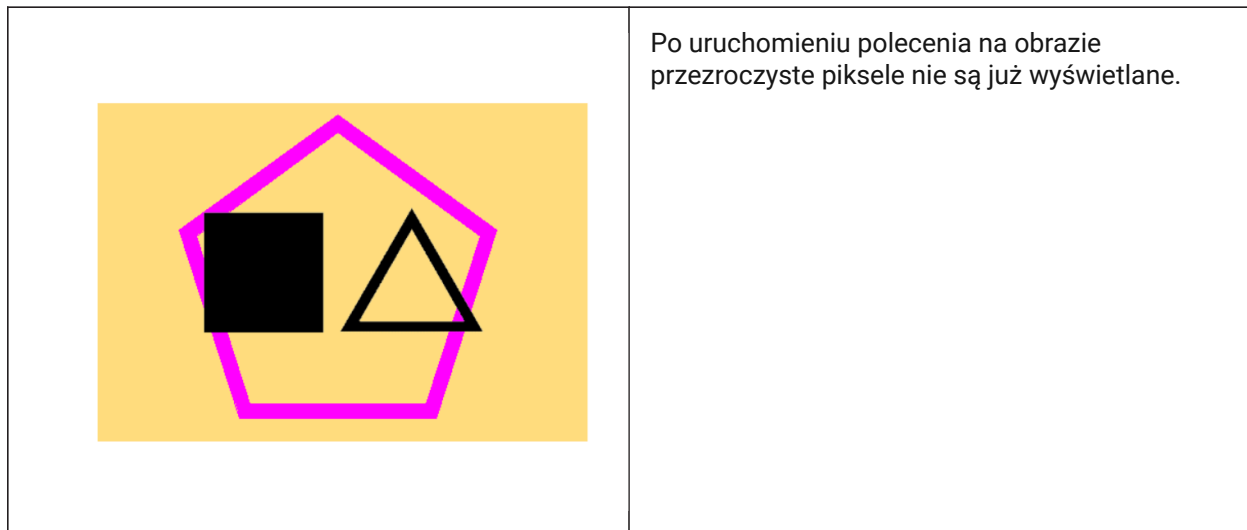 Po uruchomieniu polecenia na obrazie
przezroczyste piksele nie są już wyświetlane.